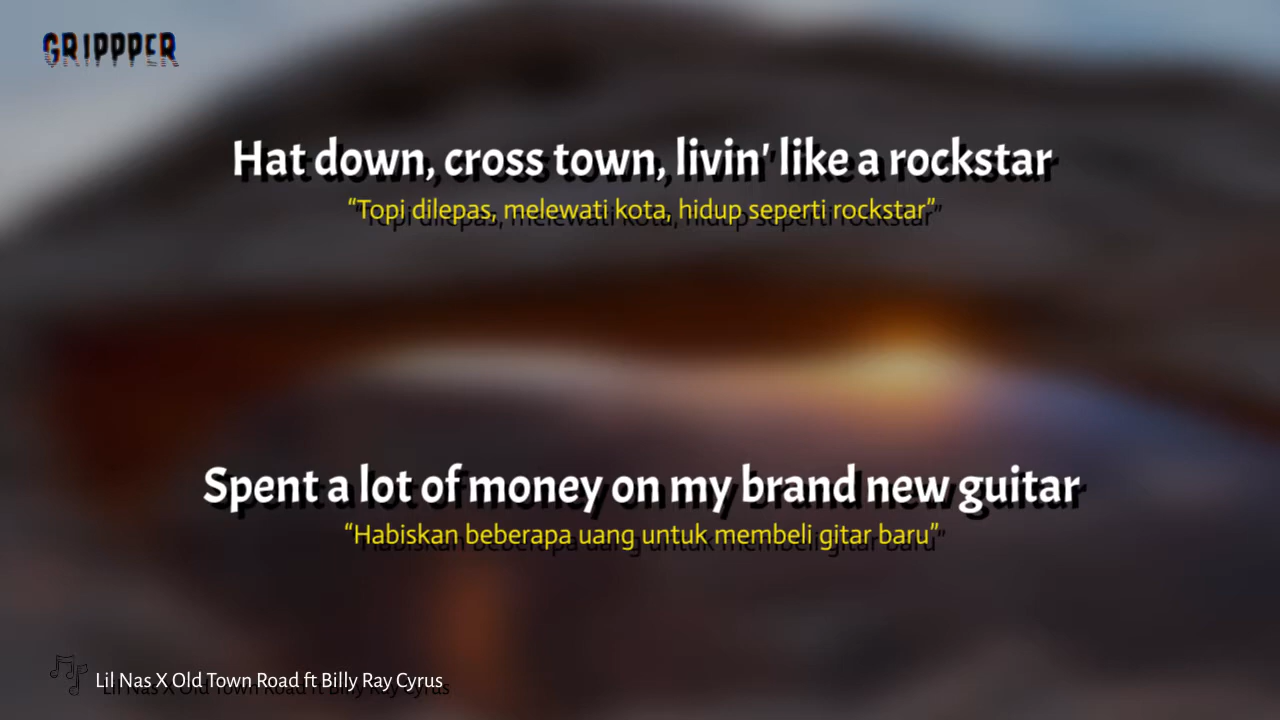 GRIPPPER
Hat down, cross town, livin' like a rockstar
“Topi dilepas, melewati kota, hidup seperti rockstar”
Spent a lot of money on my brand new guitar
“Habiskan beberapa uang untuk membeli gitar baru”
Lil Nas X Old Town Road ft Billy Ray Cyrus